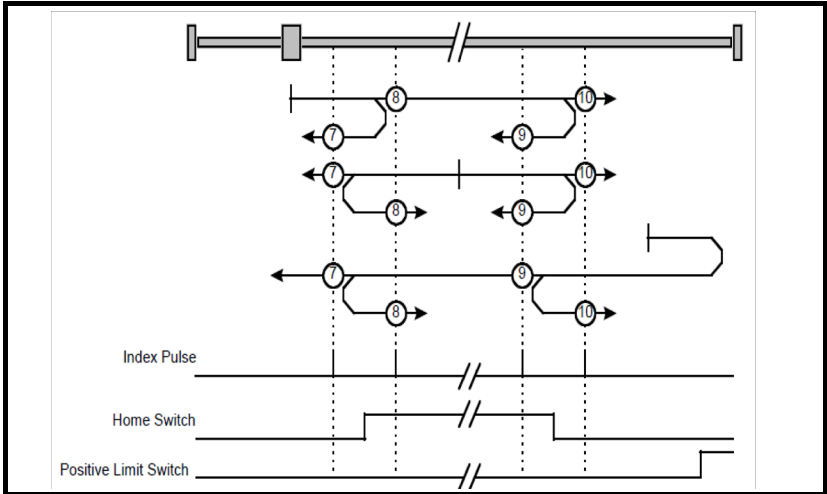 8 10
7 9
7 10
8 9
7 9
8 10
Index Pulse
Home Switch
Positive Limit Switch